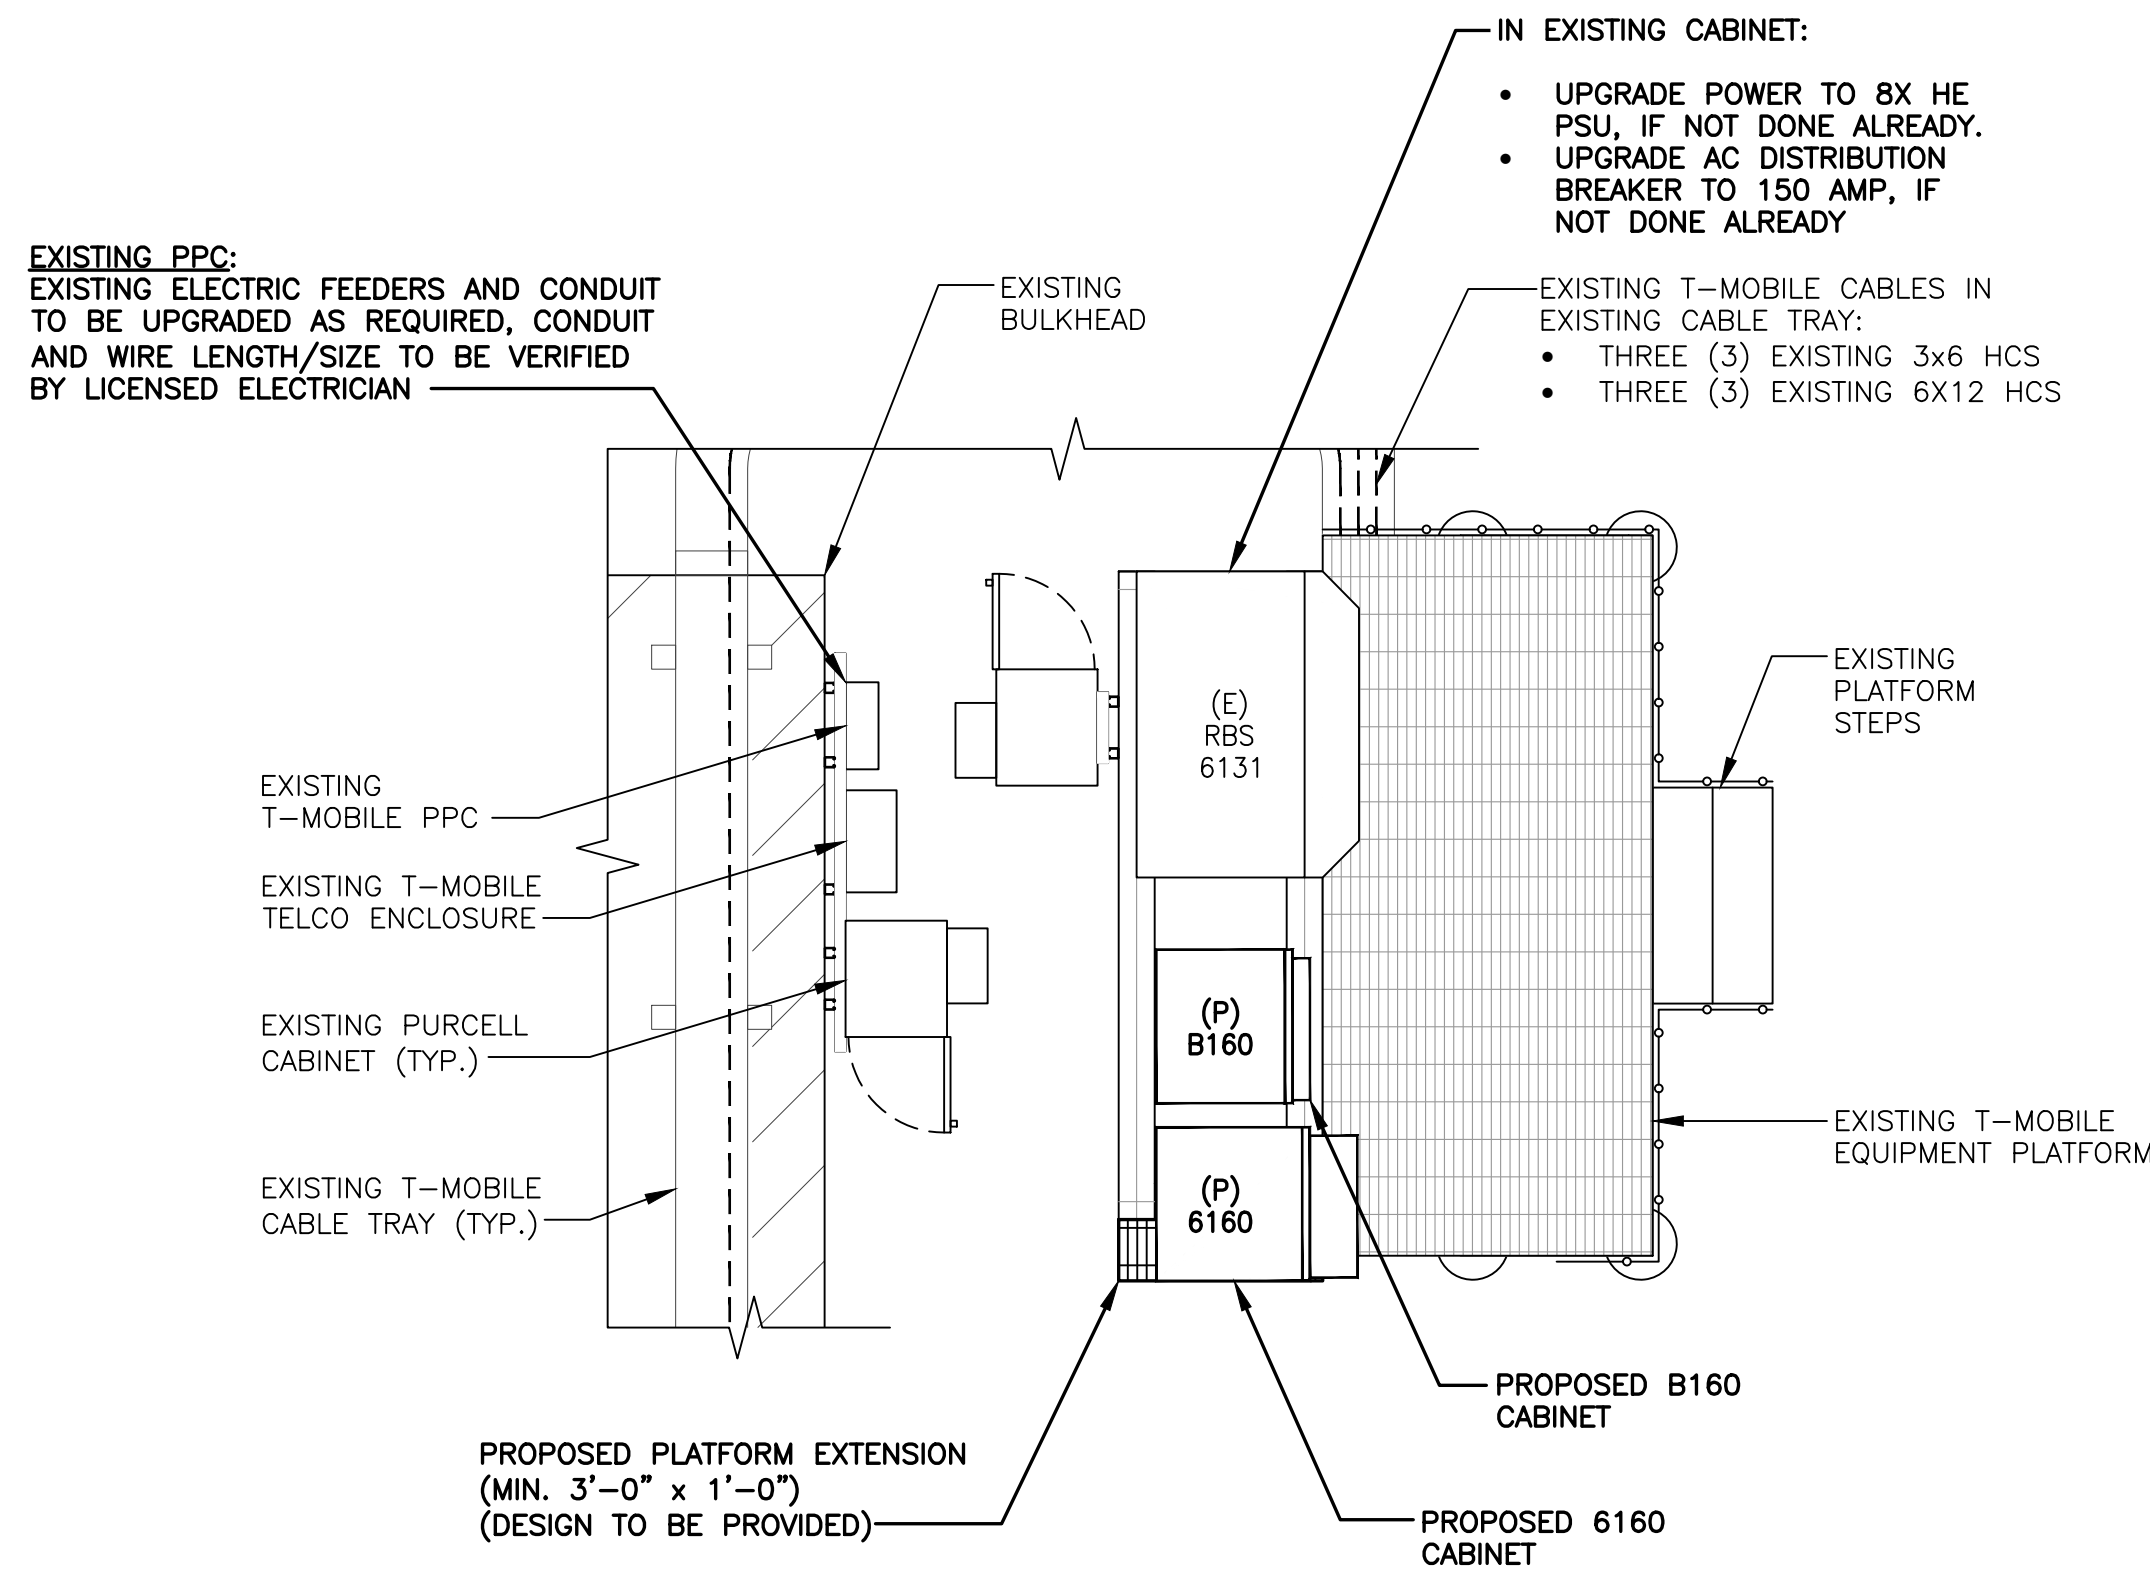 IN EXISTING CABINET:
• UPGRADE POWER TO 8X HE
PSU, IF NOT DONE ALREADY.
• UPGRADE AC DISTRIBUTION
BREAKER TO 150 AMP, IF
NOT DONE ALREADY
EXISTING PPC:
EXISTING ELECTRIC FEEDERS AND CONDUIT
TO BE UPGRADED AS REQUIRED, CONDUIT
AND WIRE LENGTH/SIZE TO BE VERIFIED
BY LICENSED ELECTRICIAN
EXISTING
BULKHEAD
EXISTING T-MOBILE CABLES IN
EXISTING CABLE TRAY:
• THREE (3) EXISTING 3x6 HCS
• THREE (3) EXISTING 6X12 HCS
(E)
RBS
6131
EXISTING
PLATFORM
STEPS
EXISTING
T-MOBILE PPC
EXISTING T-MOBILE
TELCO ENCLOSURE
EXISTING PURCELL
CABINET (TYP.)
(P)
B160
EXISTING T-MOBILE
EQUIPMENT PLATFORM
EXISTING T-MOBILE
CABLE TRAY (TYP.)
(P)
6160
PROPOSED B160
CABINET
PROPOSED PLATFORM EXTENSION
(MIN. 3'-0" x 1'-0")
(DESIGN TO BE PROVIDED)
PROPOSED 6160
CABINET